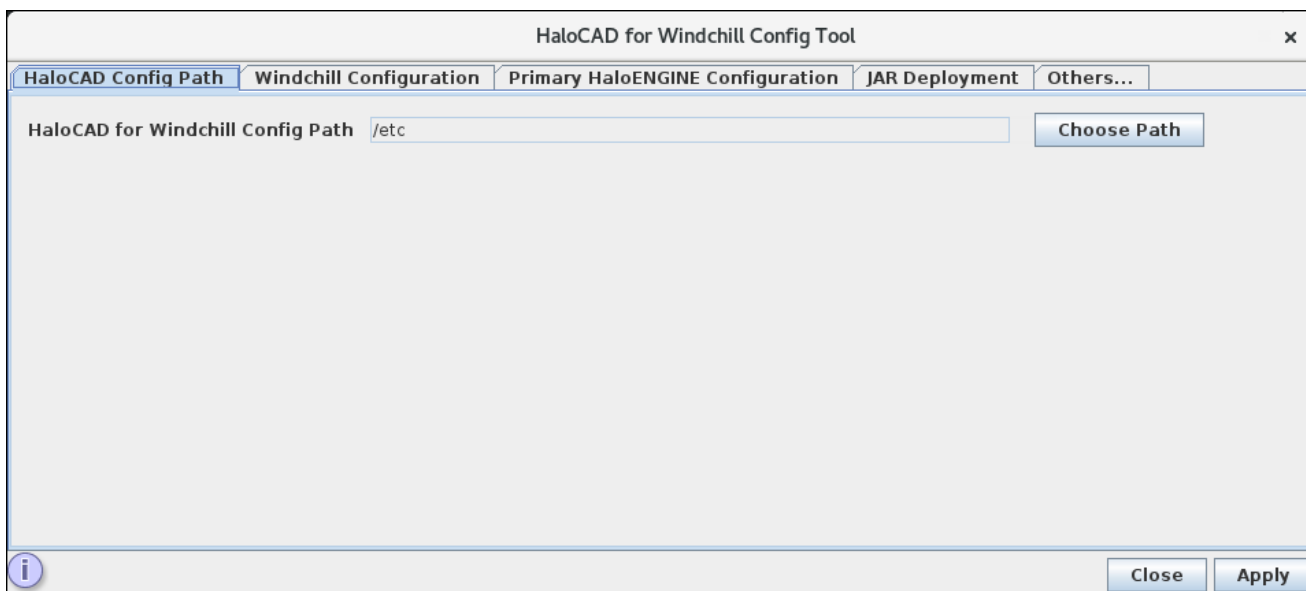 HaloCAD for Windchill Config Tool
×
HaloCAD Config Path Windchill Configuration Primary HaloENGINE Configuration JAR Deployment Others...
HaloCAD for Windchill Config Path /etc Choose Path
i Close Apply